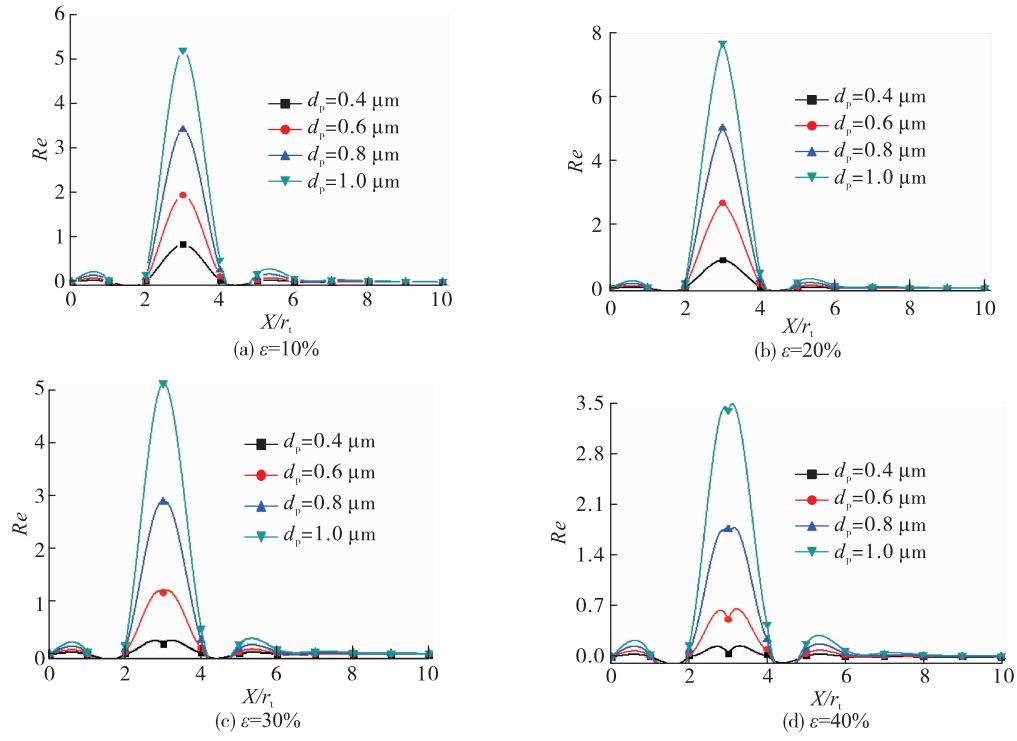 6
5
4
3
2
1
0
Re
0 2 4 6 8 10
X/rₜ
dₚ=0.4 μm
dₚ=0.6 μm
dₚ=0.8 μm
dₚ=1.0 μm
(a) ε=10%
8
6
4
2
0
Re
0 2 4 6 8 10
X/rₜ
dₚ=0.4 μm
dₚ=0.6 μm
dₚ=0.8 μm
dₚ=1.0 μm
(b) ε=20%
5
4
3
2
1
0
Re
0 2 4 6 8 10
X/rₜ
dₚ=0.4 μm
dₚ=0.6 μm
dₚ=0.8 μm
dₚ=1.0 μm
(c) ε=30%
3.5
2.8
2.1
1.4
0.7
0.0
Re
0 2 4 6 8 10
X/rₜ
dₚ=0.4 μm
dₚ=0.6 μm
dₚ=0.8 μm
dₚ=1.0 μm
(d) ε=40%